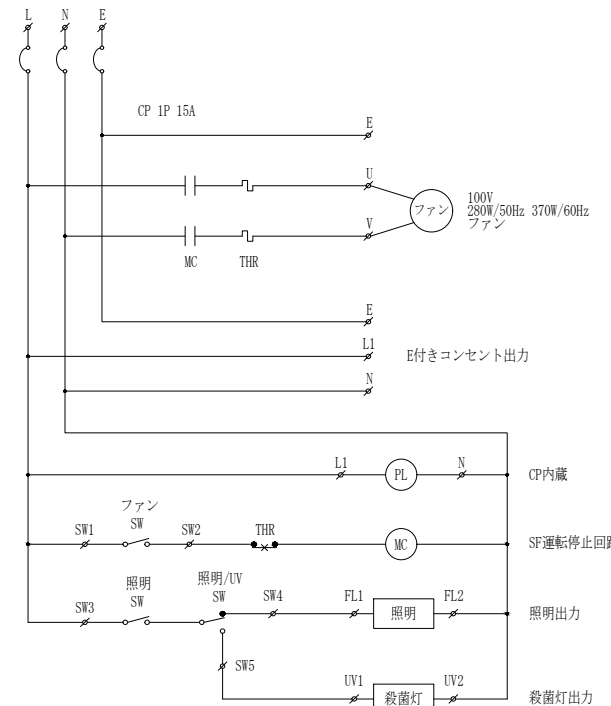 L N E
CP 1P 15A
E
U
100V
280W/50Hz 370W/60Hz
ファン
ファン
V
MC THR
E
L1
E付きコンセント出力
N
L1 PL N CP内蔵
ファン
SW1 SW SW2 THR MC SF運転停止回路
照明/UV
照明
SW3 SW SW SW4 FL1 照明 FL2 照明出力
SW5
UV1 殺菌灯 UV2 殺菌灯出力